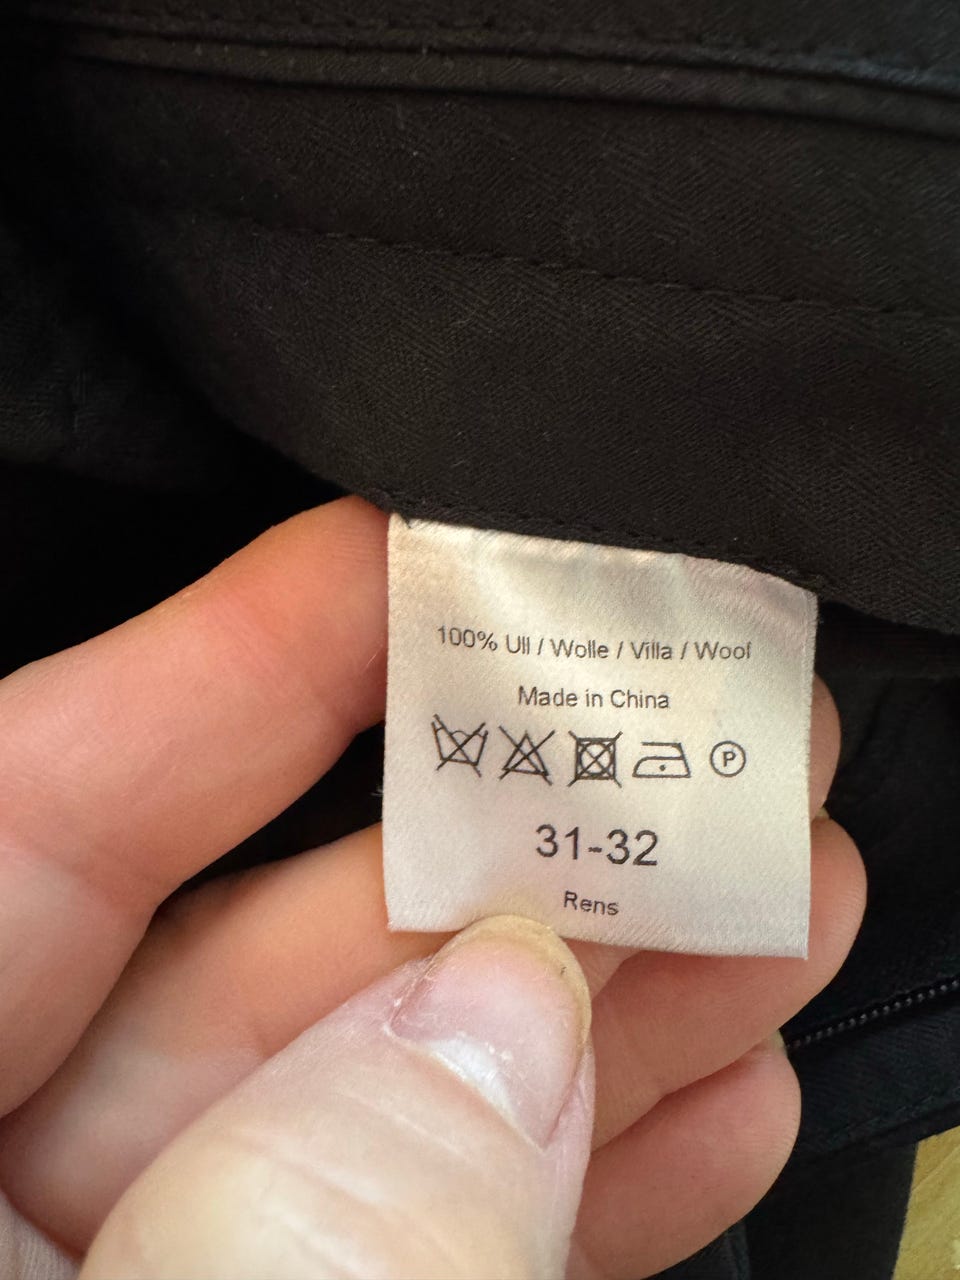 100% Ull / Wolle / Villa / Wool
Made in China
P
31-32
Rens